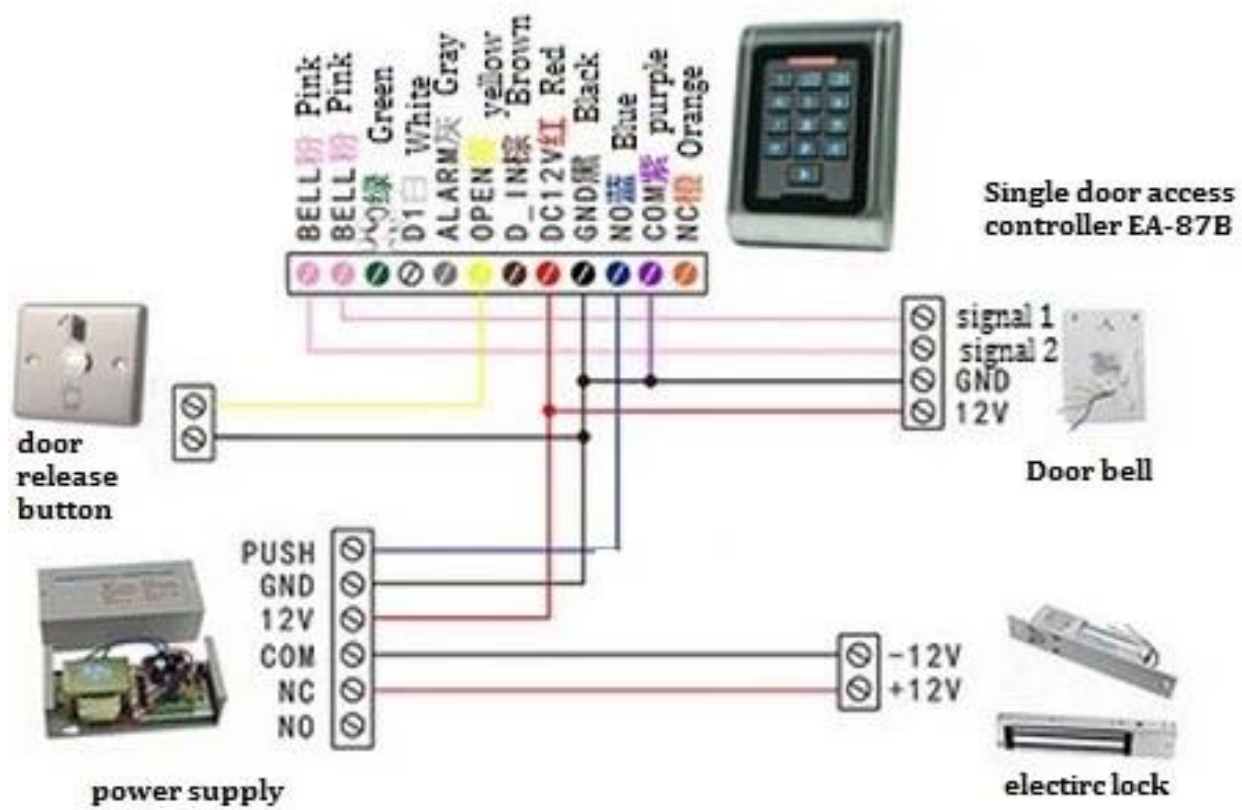 BELL粉 Pink
BELL粉 Pink
绿 Green
D1白 White
ALARM灰 Gray
OPEN黄 yellow
D_IN棕 Brown
DC12V红 Red
GND黑 Black
NO蓝 Blue
COM紫 purple
NC橙 Orange
Single door access
controller EA-87B
signal 1
signal 2
GND
12V
Door bell
door
release
button
PUSH
GND
12V
COM
NC
NO
power supply
-12V
+12V
electirc lock